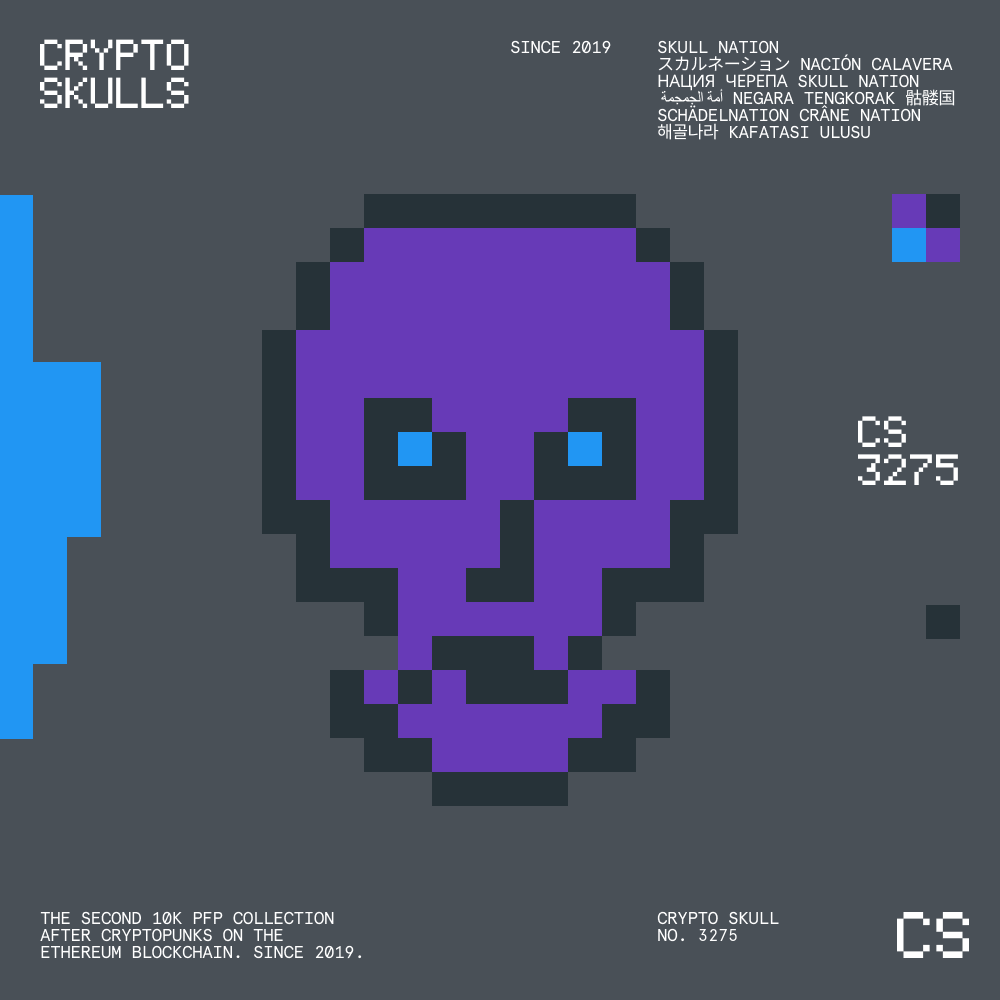 CRYPTO
SKULLS
SINCE 2019
SKULL NATION
スカルネーション NACIÓN CALAVERA
НАЦИЯ ЧЕРЕПА SKULL NATION
أمة الجمجمة NEGARA TENGKORAK 骷髅国
SCHÄDELNATION CRÂNE NATION
해골나라 KAFATASI ULUSU
CS
3275
THE SECOND 10K PFP COLLECTION
AFTER CRYPTOPUNKS ON THE
ETHEREUM BLOCKCHAIN. SINCE 2019.
CRYPTO SKULL
NO. 3275
CS